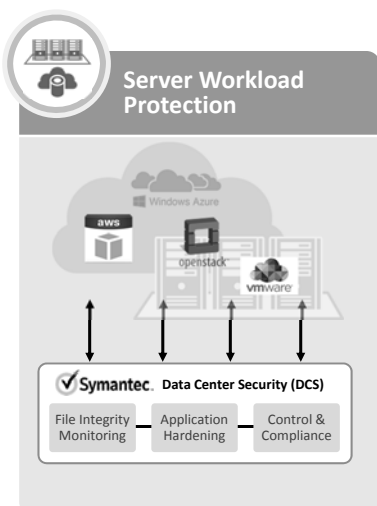 Server Workload
Protection
Windows Azure
aws
openstack
vmware
Symantec. Data Center Security (DCS)
File Integrity
Monitoring
Application
Hardening
Control &
Compliance